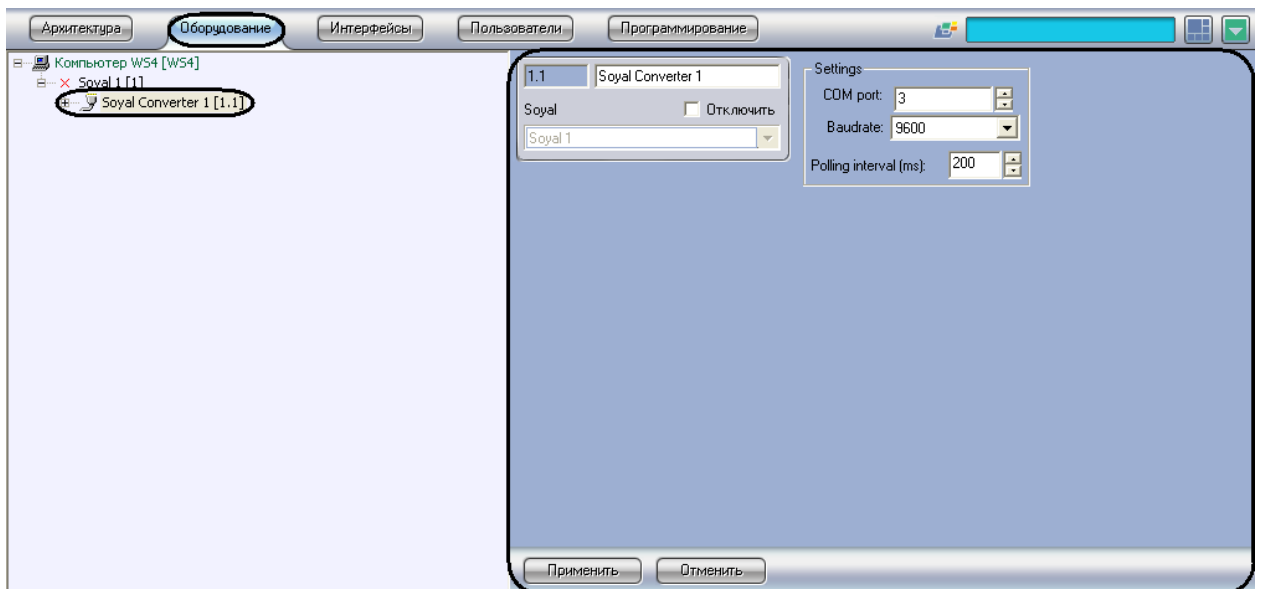 Архитектура Оборудование Интерфейсы Пользователи Программирование
Компьютер WS4 [WS4]
Soyal 1 [1]
Soyal Converter 1 [1.1]
1.1 Soyal Converter 1
Soyal Отключить
Soyal 1
Settings
COM port: 3
Baudrate: 9600
Polling interval (ms): 200
Применить Отменить